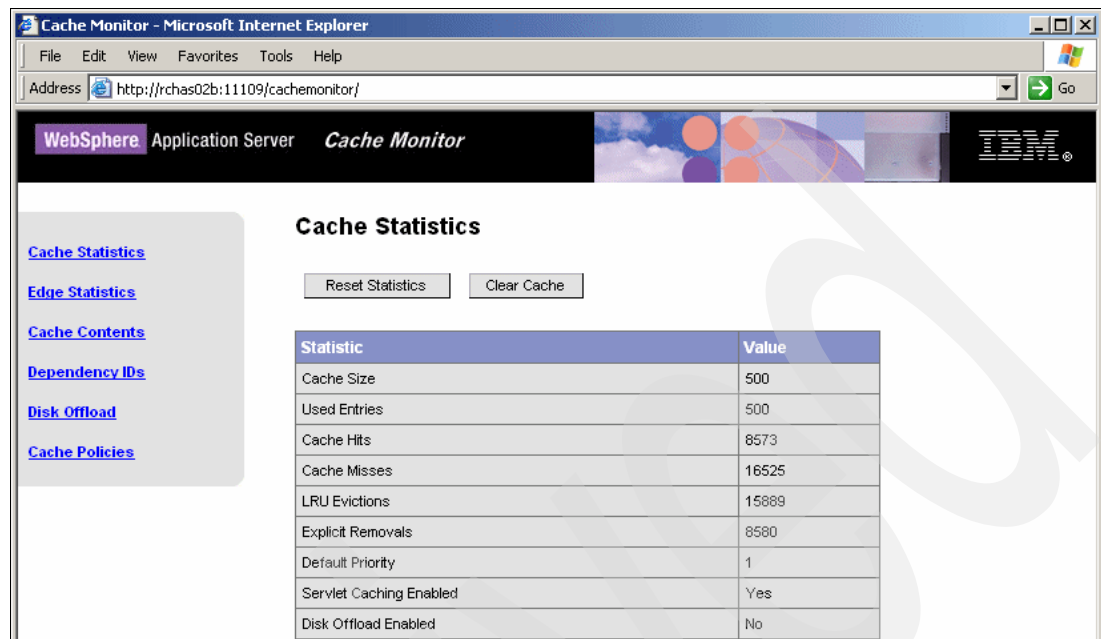 Cache Monitor - Microsoft Internet Explorer
File Edit View Favorites Tools Help
Address http://rchas02b:11109/cachemonitor/ Go
WebSphere Application Server Cache Monitor IBM®
Cache Statistics
Edge Statistics
Cache Contents
Dependency IDs
Disk Offload
Cache Policies
Cache Statistics
Reset Statistics Clear Cache
Statistic Value
Cache Size 500
Used Entries 500
Cache Hits 8573
Cache Misses 16525
LRU Evictions 15889
Explicit Removals 8580
Default Priority 1
Servlet Caching Enabled Yes
Disk Offload Enabled No